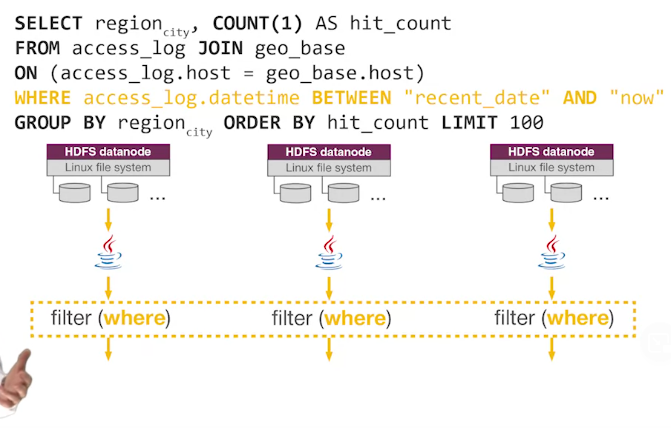 SELECT region city, COUNT(1) AS hit_count
FROM access_log JOIN geo_base
ON (access_log.host = geo_base.host)
WHERE access_log.datetime BETWEEN "recent_date" AND "now"
GROUP BY region city ORDER BY hit_count LIMIT 100
HDFS datanode HDFS datanode HDFS datanode
Linux file system Linux file system Linux file system
... ... ...
filter (where) filter (where) filter (where)